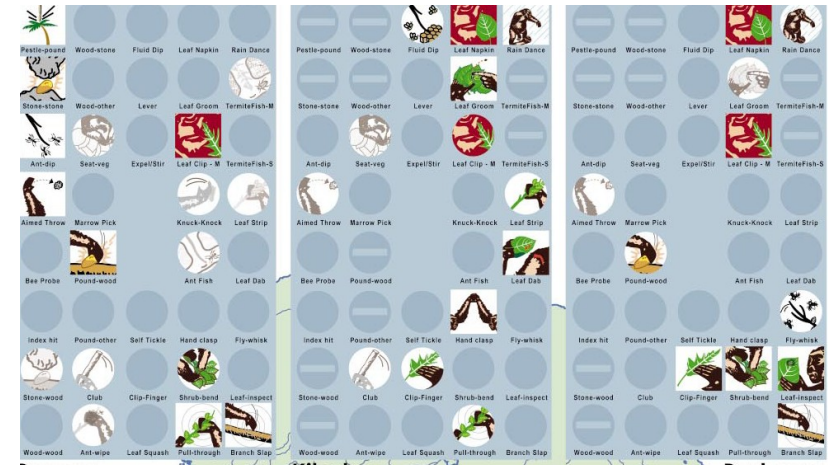 Pestle-pound Wood-stone Fluid Dip Leaf Napkin Rain Dance
Stone-stone Wood-other Lever Leaf Groom TermiteFish-M
Ant-dip Seat-veg Expel/Stir Leaf Clip - M TermiteFish-S
Aimed Throw Marrow Pick Knuck-Knock Leaf Strip
Bee Probe Pound-wood Ant Fish Leaf Dab
Index hit Pound-other Self Tickle Hand clasp Fly-whisk
Stone-wood Club Clip-Finger Shrub-bend Leaf-inspect
Wood-wood Ant-wipe Leaf Squash Pull-through Branch Slap
Pestle-pound Wood-stone Fluid Dip Leaf Napkin Rain Dance
Stone-stone Wood-other Lever Leaf Groom TermiteFish-M
Ant-dip Seat-veg Expel/Stir Leaf Clip - M TermiteFish-S
Aimed Throw Marrow Pick Knuck-Knock Leaf Strip
Bee Probe Pound-wood Ant Fish Leaf Dab
Index hit Pound-other Self Tickle Hand clasp Fly-whisk
Stone-wood Club Clip-Finger Shrub-bend Leaf-inspect
Wood-wood Ant-wipe Leaf Squash Pull-through Branch Slap
Pestle-pound Wood-stone Fluid Dip Leaf Napkin Rain Dance
Stone-stone Wood-other Lever Leaf Groom TermiteFish-M
Ant-dip Seat-veg Expel/Stir Leaf Clip - M TermiteFish-S
Aimed Throw Marrow Pick Knuck-Knock Leaf Strip
Bee Probe Pound-wood Ant Fish Leaf Dab
Index hit Pound-other Self Tickle Hand clasp Fly-whisk
Stone-wood Club Clip-Finger Shrub-bend Leaf-inspect
Wood-wood Ant-wipe Leaf Squash Pull-through Branch Slap